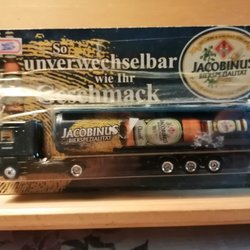 So
unverwechselbar
wie Ihr
Geschmack
JACOBINUS
BIERSPEZIALITÄT
JACOBINUS
BIERSPEZIALITÄT